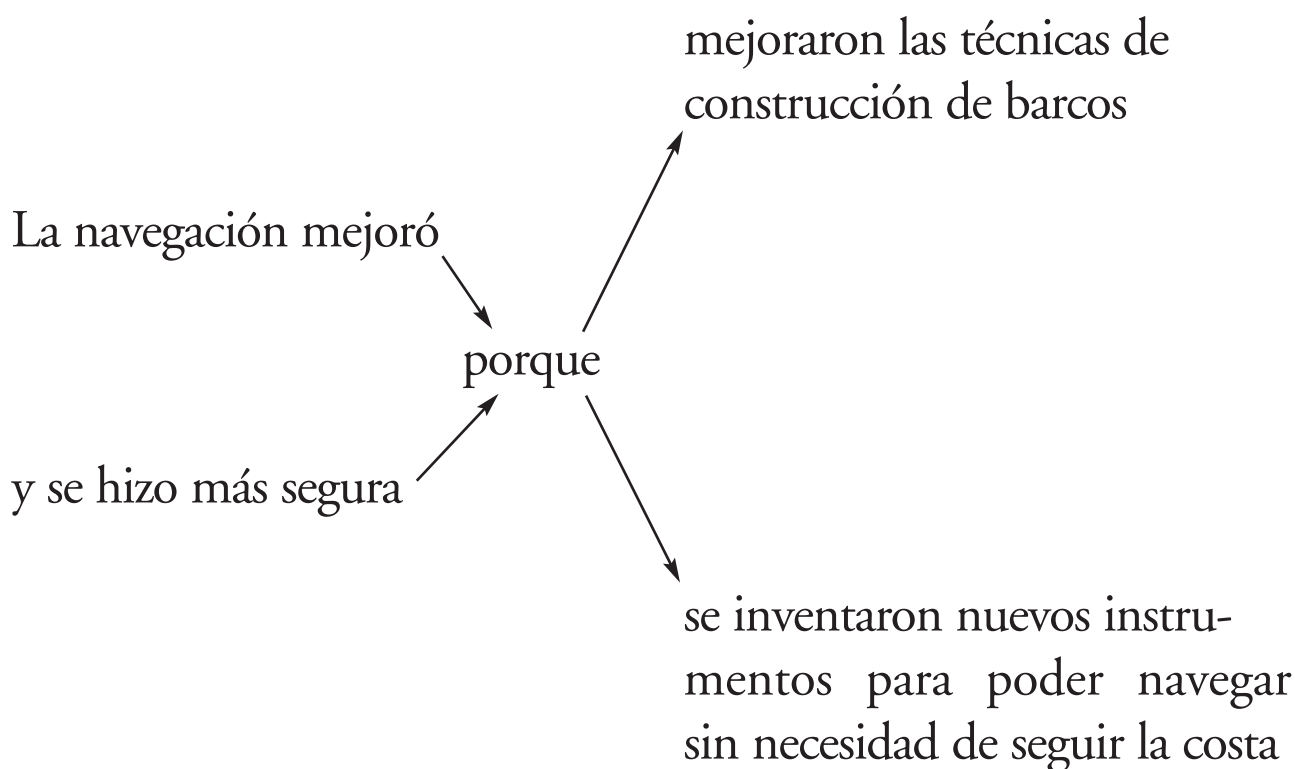 mejoraron las técnicas de
construcción de barcos
La navegación mejoró
porque
y se hizo más segura
se inventaron nuevos instru-
mentos para poder navegar
sin necesidad de seguir la costa